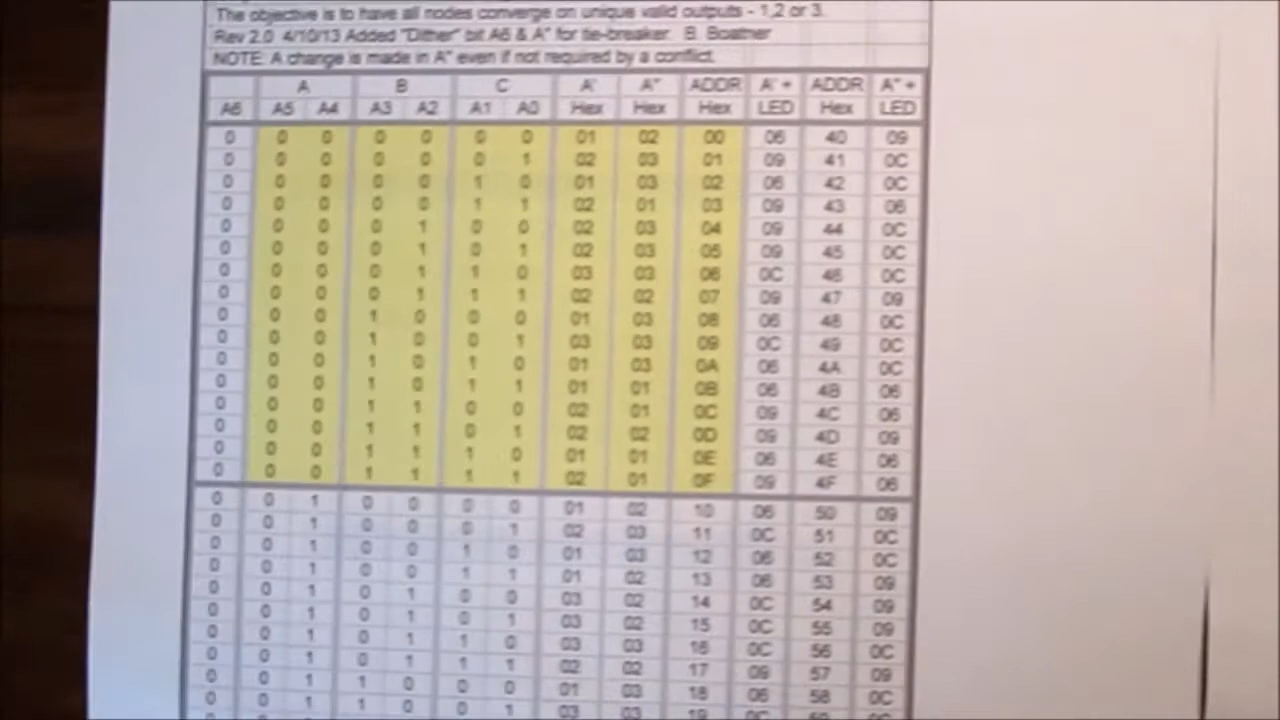 The objective is to have all nodes converge on unique valid outputs - 1,2 or 3.
Rev 2.0 4/10/13 Added "Dither" bit A6 & A" for tie-breaker. B. Boatner
NOTE: A change is made in A" even if not required by a conflict.
A B C A' A" ADDR A' + ADDR A" +
A6 A5 A4 A3 A2 A1 A0 Hex Hex Hex LED Hex LED
0 0 0 0 0 0 0 01 02 00 06 40 09
0 0 0 0 0 0 1 02 03 01 09 41 0C
0 0 0 0 0 1 0 01 03 02 06 42 0C
0 0 0 0 0 1 1 02 01 03 09 43 06
0 0 0 0 1 0 0 02 03 04 09 44 0C
0 0 0 0 1 0 1 02 03 05 09 45 0C
0 0 0 0 1 1 0 03 03 06 0C 46 0C
0 0 0 0 1 1 1 02 02 07 09 47 09
0 0 0 1 0 0 0 01 03 08 06 48 0C
0 0 0 1 0 0 1 03 03 09 0C 49 0C
0 0 0 1 0 1 0 01 03 0A 06 4A 0C
0 0 0 1 0 1 1 01 01 0B 06 4B 06
0 0 0 1 1 0 0 02 01 0C 09 4C 06
0 0 0 1 1 0 1 02 02 0D 09 4D 09
0 0 0 1 1 1 0 01 01 0E 06 4E 06
0 0 0 1 1 1 1 02 01 0F 09 4F 06
0 0 1 0 0 0 0 01 02 10 06 50 09
0 0 1 0 0 0 1 02 03 11 0C 51 0C
0 0 1 0 0 1 0 01 03 12 06 52 0C
0 0 1 0 0 1 1 01 02 13 06 53 09
0 0 1 0 1 0 0 03 02 14 0C 54 09
0 0 1 0 1 0 1 03 02 15 0C 55 09
0 0 1 0 1 1 0 03 03 16 0C 56 0C
0 0 1 0 1 1 1 02 02 17 09 57 09
0 0 1 1 0 0 0 01 03 18 06 58 0C
0 0 1 1 0 0 1 03 03 19 0C 59 0C